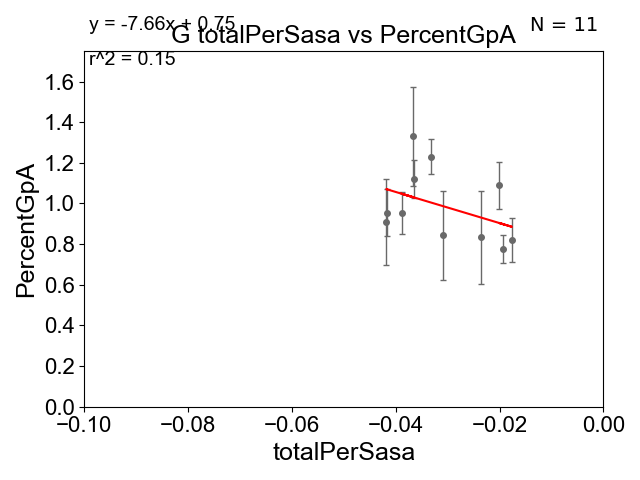 y = -7.66x + 0.75
N = 11
G totalPerSasa vs PercentGpA
r^2 = 0.15
PercentGpA
1.6
1.4
1.2
1.0
0.8
0.6
0.4
0.2
0.0
−0.10 −0.08 −0.06 −0.04 −0.02 0.00
totalPerSasa